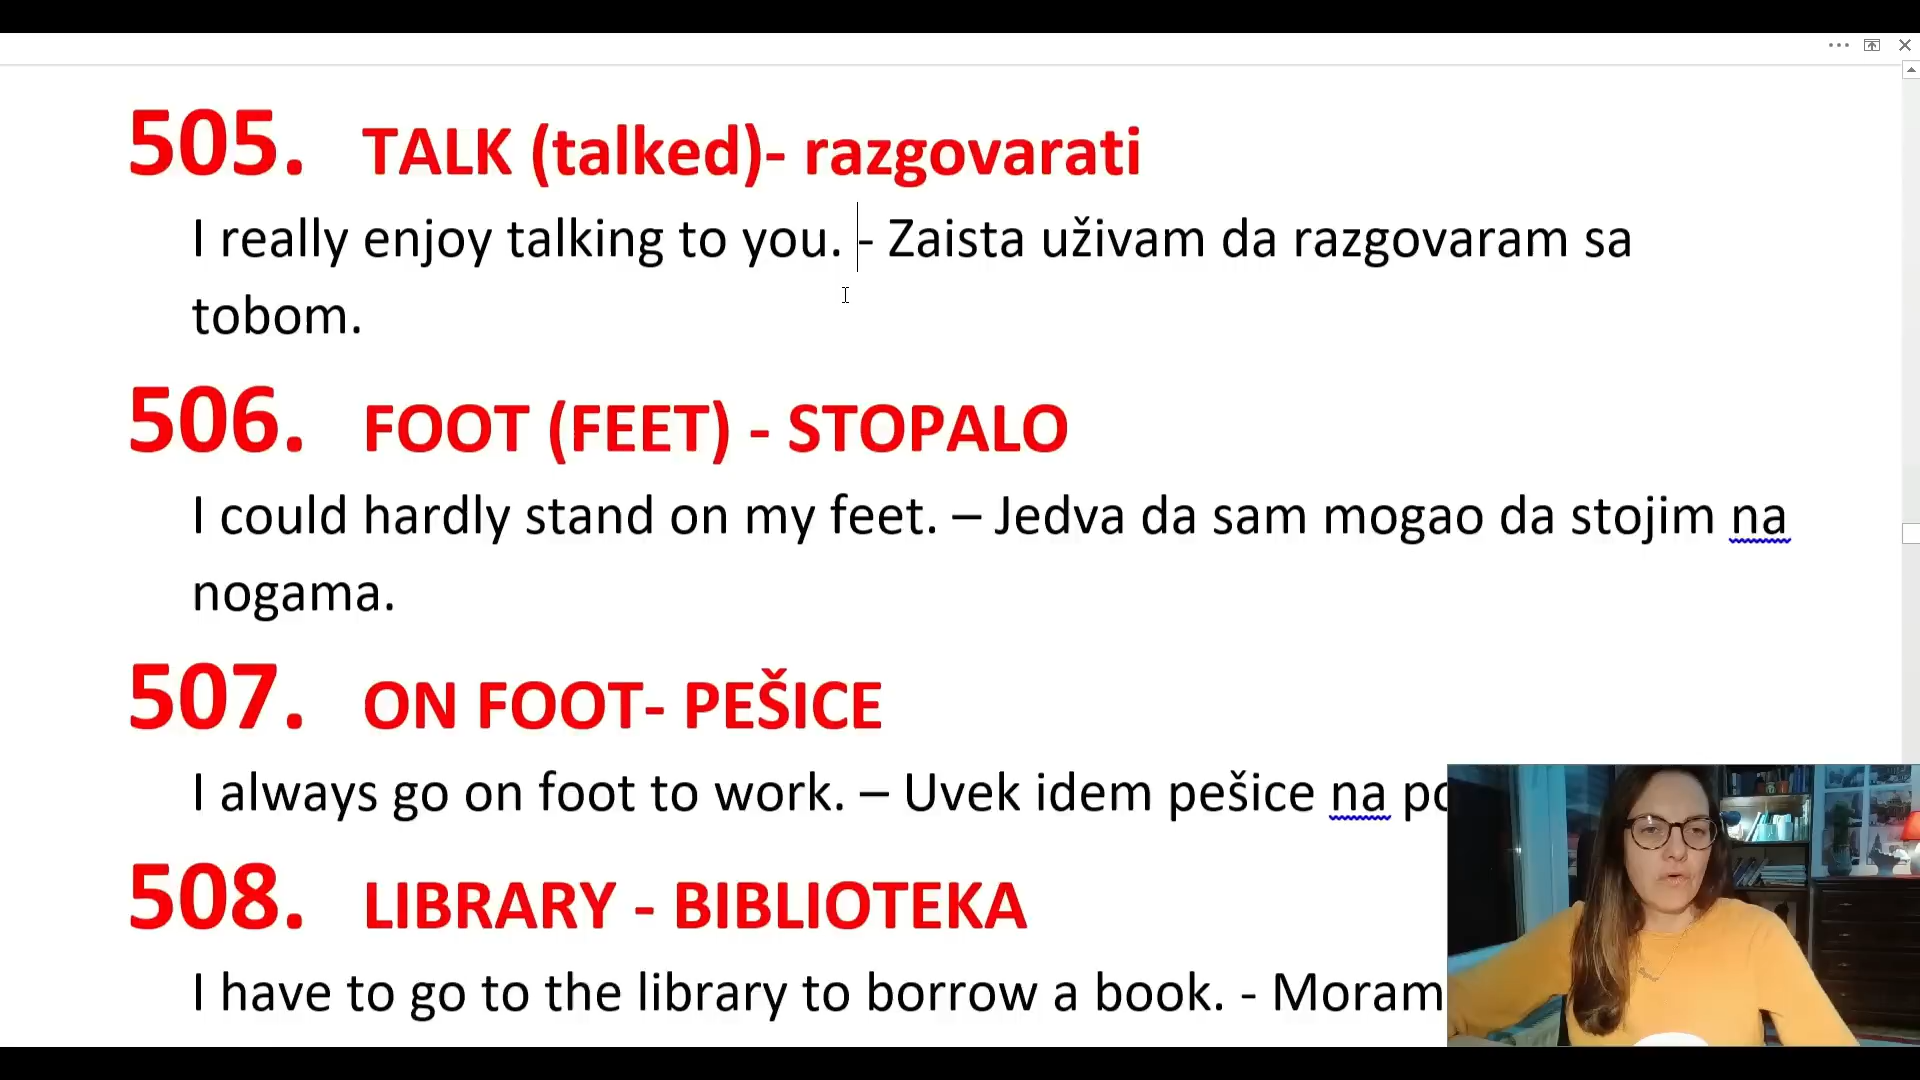 505. TALK (talked)- razgovarati
I really enjoy talking to you. - Zaista uživam da razgovaram sa
tobom.
506. FOOT (FEET) - STOPALO
I could hardly stand on my feet. – Jedva da sam mogao da stojim na
nogama.
507. ON FOOT- PEŠICE
I always go on foot to work. – Uvek idem pešice na
508. LIBRARY - BIBLIOTEKA
I have to go to the library to borrow a book. - Moram